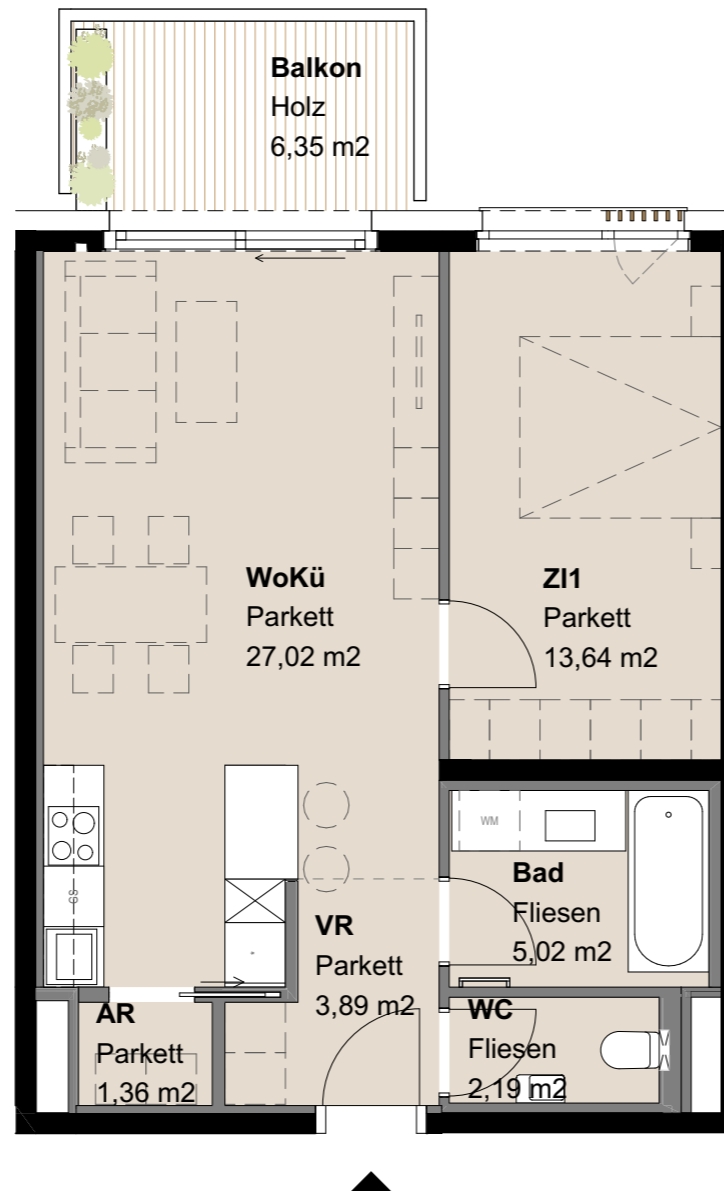 Balkon
Holz
6,35 m2
WoKü
Parkett
27,02 m2
ZI1
Parkett
13,64 m2
WM
Bad
Fliesen
5,02 m2
GS
VR
Parkett
3,89 m2
AR
Parkett
1,36 m2
WC
Fliesen
2,19 m2